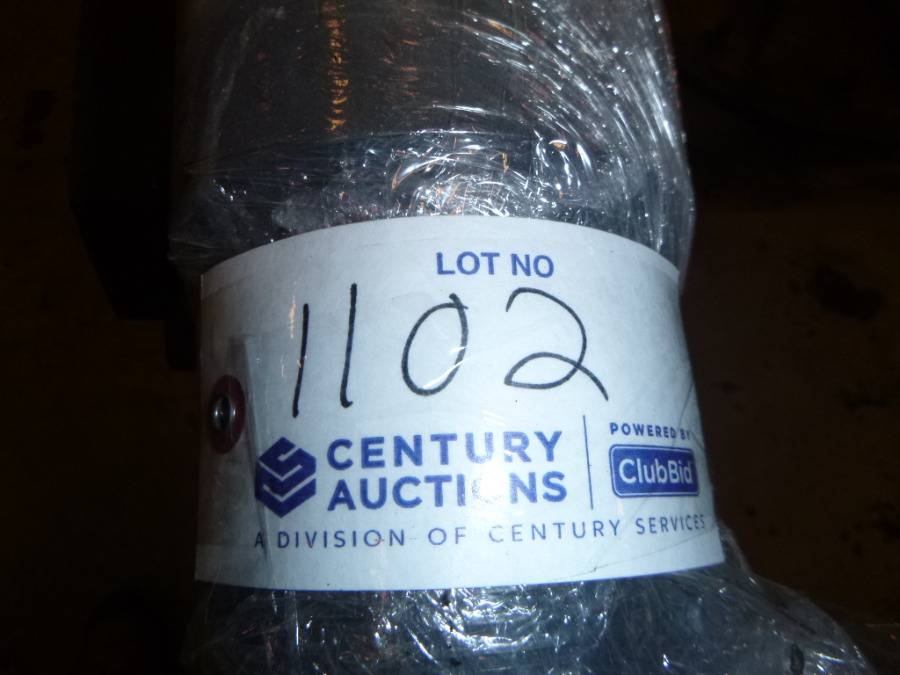 LOT NO
1102
CENTURY
AUCTIONS
POWERED BY
ClubBid
A DIVISION OF CENTURY SERVICES